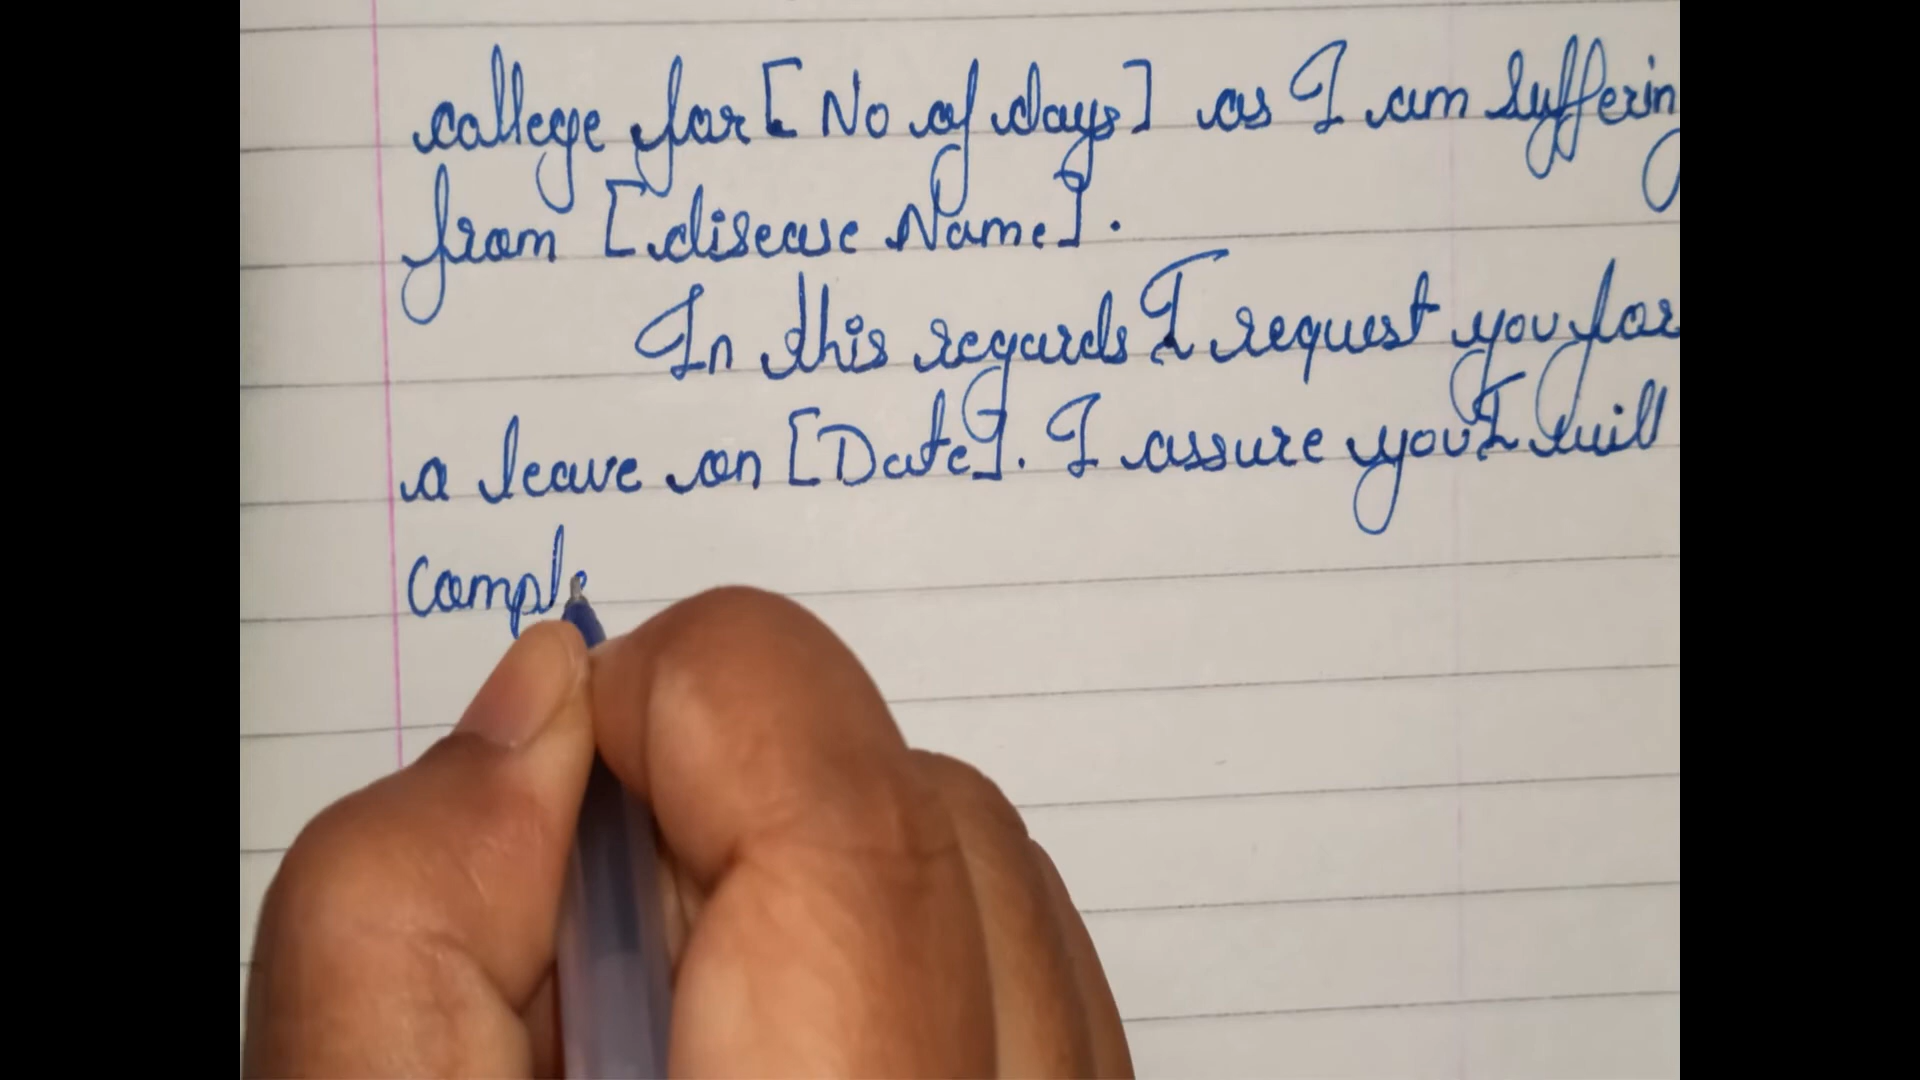 college for [No of days] as I am suffering
from [disease Name].
In this regards I request you for
a leave on [Date]. I assure you I will
Comple